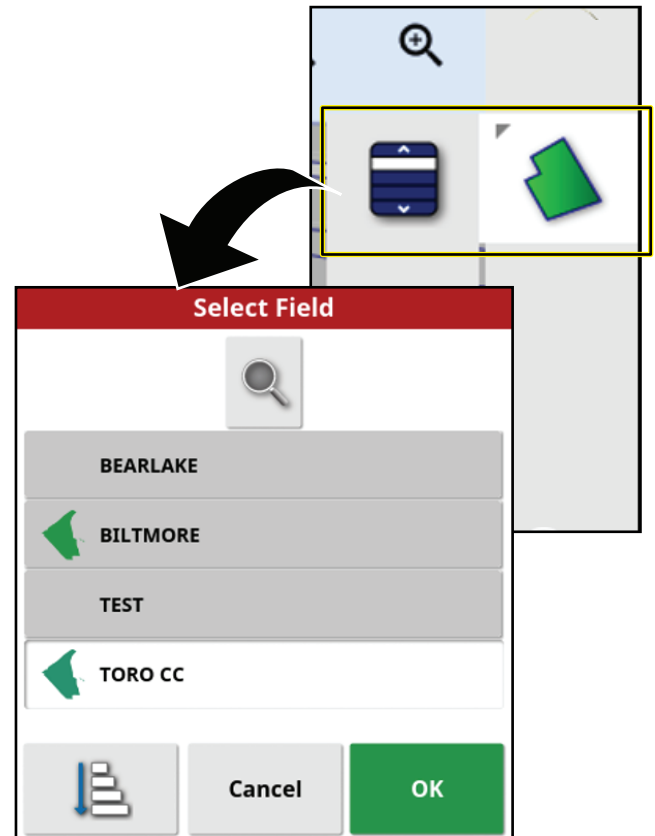 Select Field
BEARLAKE
BILTMORE
TEST
TORO CC
Cancel
OK